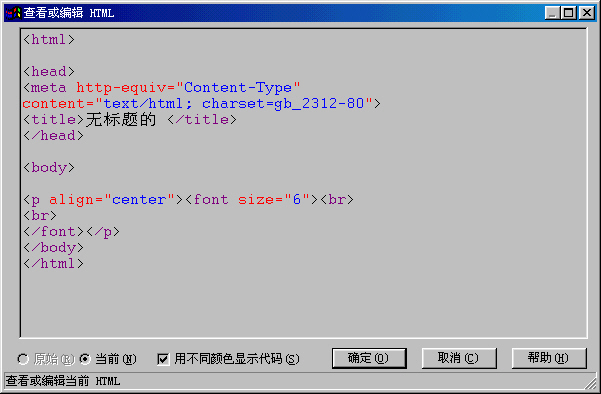 查看或编辑 HTML
<html>
<head>
<meta http-equiv="Content-Type"
content="text/html; charset=gb_2312-80">
<title>无标题的 </title>
</head>
<body>
<p align="center"><font size="6"><br>
<br>
</font></p>
</body>
</html>
原始(R) 当前(N) 用不同颜色显示代码(S) 确定(O) 取消(C) 帮助(H)
查看或编辑当前 HTML